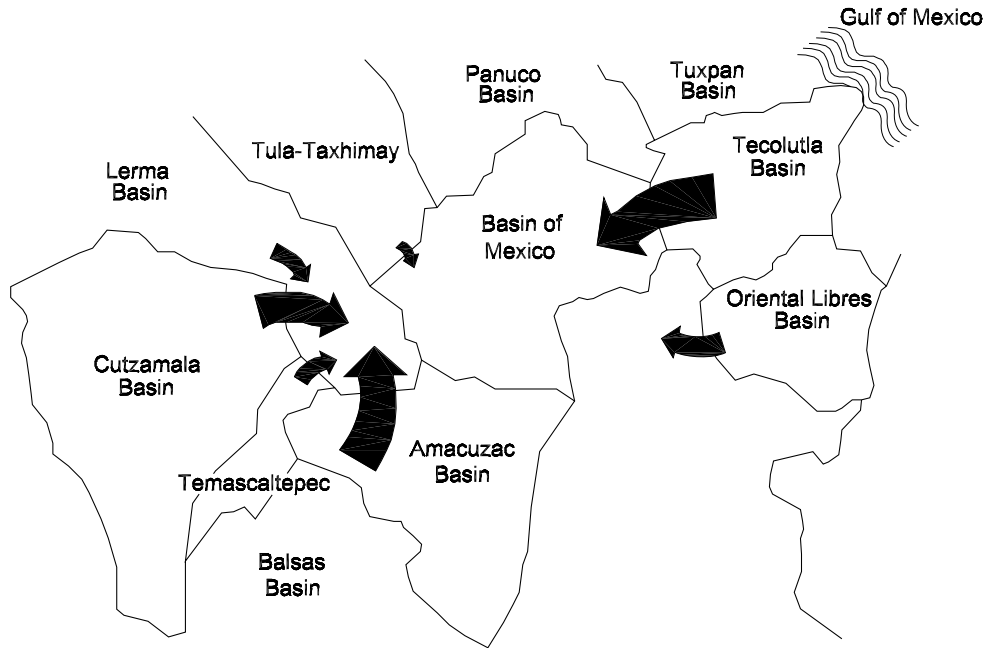 Gulf of Mexico
Panuco
Basin
Tuxpan
Basin
Tula-Taxhimay
Tecolutla
Basin
Lerma
Basin
Basin of
Mexico
Oriental Libres
Basin
Cutzamala
Basin
Amacuzac
Basin
Temascaltepec
Balsas
Basin